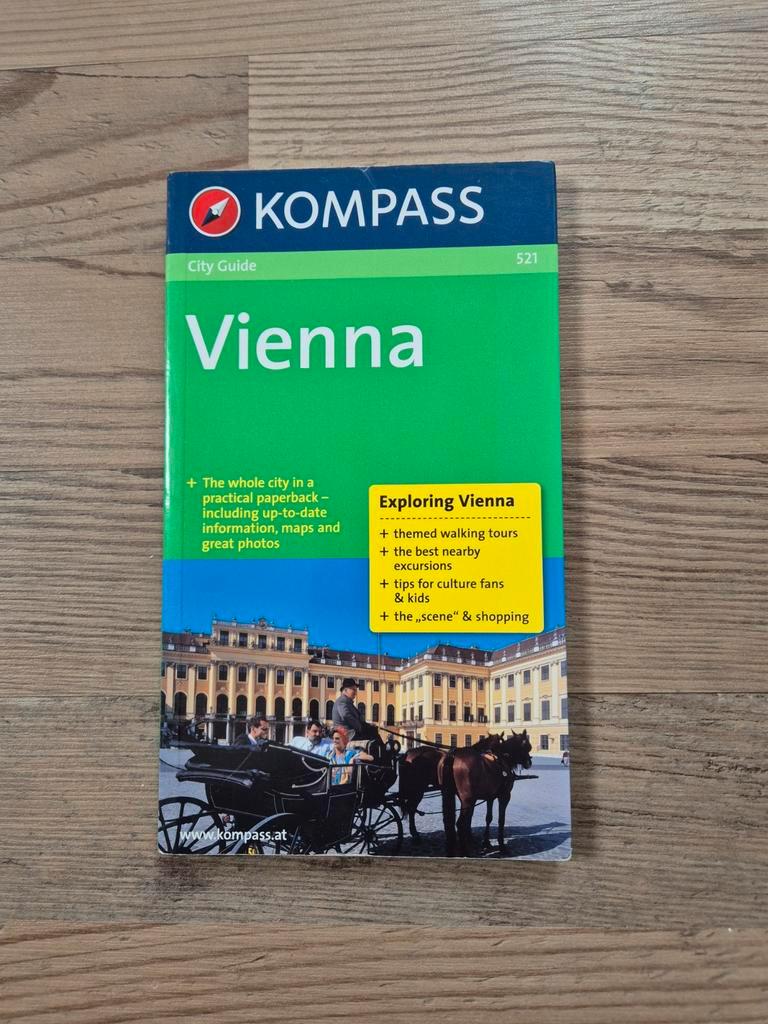 KOMPASS
City Guide 521
Vienna
+ The whole city in a
practical paperback –
including up-to-date
information, maps and
great photos
Exploring Vienna
+ themed walking tours
+ the best nearby
excursions
+ tips for culture fans
& kids
+ the „scene“ & shopping
www.kompass.at